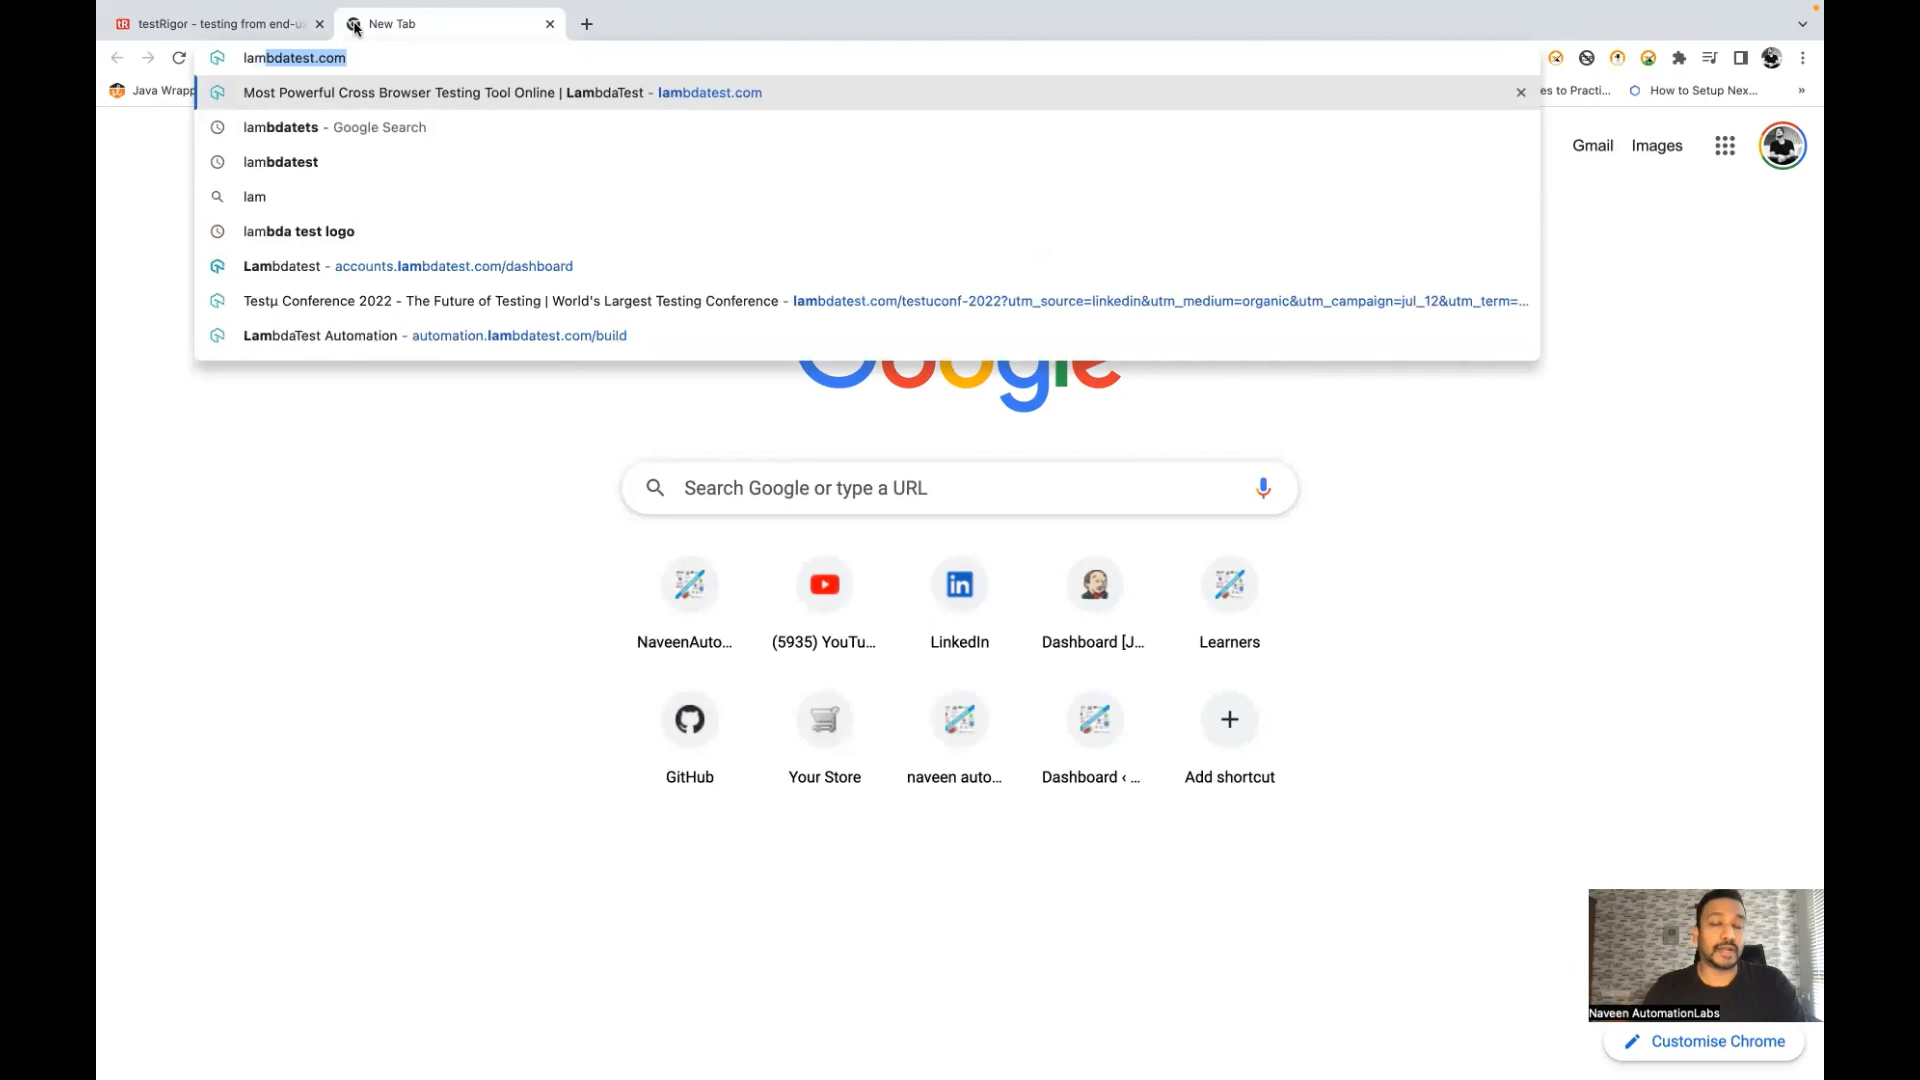 testRigor - testing from end-u
New Tab
lambdatest.com
Java Wrapp
Most Powerful Cross Browser Testing Tool Online | LambdaTest - lambdatest.com
es to Practi...
How to Setup Nex...
»
lambdatets - Google Search
lambdatest
lam
lambda test logo
Lambdatest - accounts.lambdatest.com/dashboard
Testμ Conference 2022 - The Future of Testing | World's Largest Testing Conference - lambdatest.com/testuconf-2022?utm_source=linkedin&utm_medium=organic&utm_campaign=jul_12&utm_term=...
LambdaTest Automation - automation.lambdatest.com/build
Gmail
Images
Google
Search Google or type a URL
NaveenAuto...
(5935) YouTu...
LinkedIn
Dashboard [J...
Learners
GitHub
Your Store
naveen auto...
Dashboard ‹ ...
Add shortcut
Naveen AutomationLabs
Customise Chrome